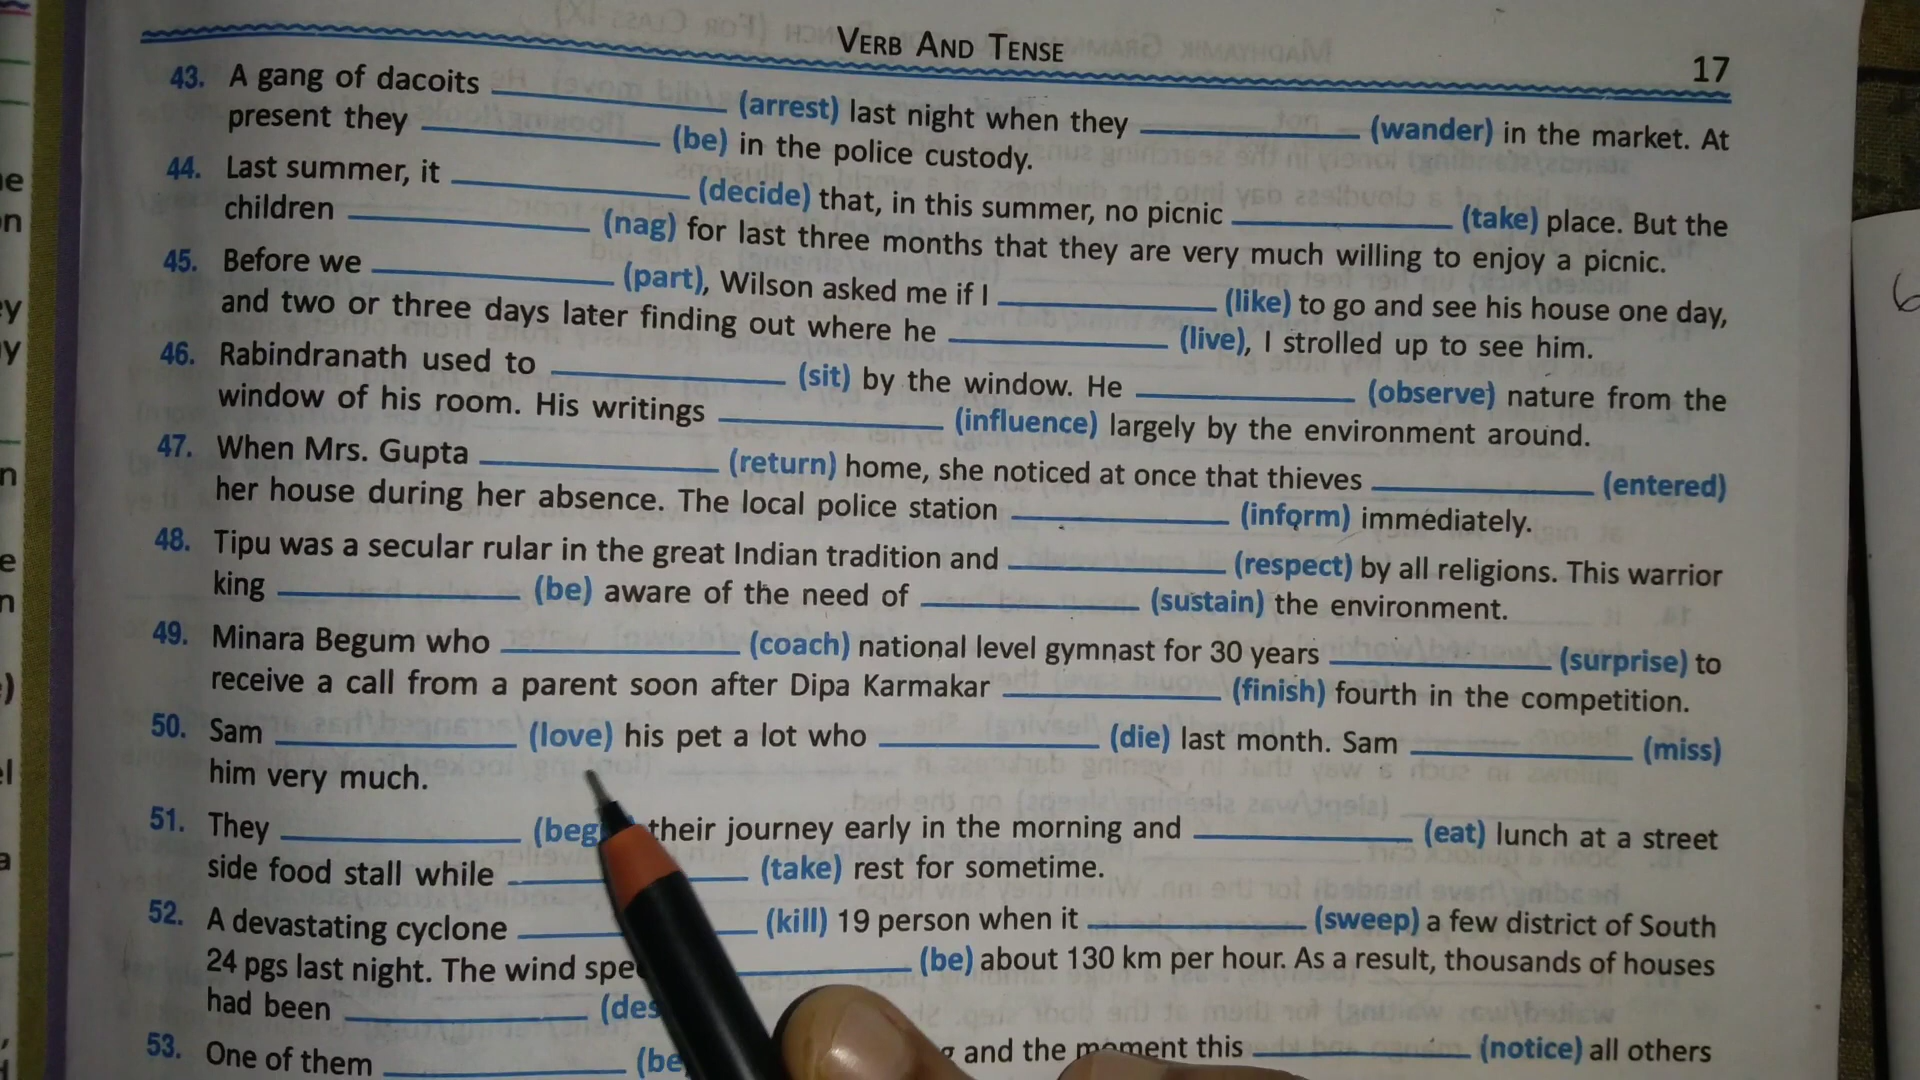 VERB AND TENSE 17
43. A gang of dacoits ____________ (arrest) last night when they ____________ (wander) in the market. At
present they ____________ (be) in the police custody.
44. Last summer, it ____________ (decide) that, in this summer, no picnic ____________ (take) place. But the
children ____________ (nag) for last three months that they are very much willing to enjoy a picnic.
45. Before we ____________ (part), Wilson asked me if I ____________ (like) to go and see his house one day,
and two or three days later finding out where he ____________ (live), I strolled up to see him.
46. Rabindranath used to ____________ (sit) by the window. He ____________ (observe) nature from the
window of his room. His writings ____________ (influence) largely by the environment around.
47. When Mrs. Gupta ____________ (return) home, she noticed at once that thieves ____________ (entered)
her house during her absence. The local police station ____________ (inform) immediately.
48. Tipu was a secular rular in the great Indian tradition and ____________ (respect) by all religions. This warrior
king ____________ (be) aware of the need of ____________ (sustain) the environment.
49. Minara Begum who ____________ (coach) national level gymnast for 30 years ____________ (surprise) to
receive a call from a parent soon after Dipa Karmakar ____________ (finish) fourth in the competition.
50. Sam ____________ (love) his pet a lot who ____________ (die) last month. Sam ____________ (miss)
him very much.
51. They ____________ their journey early in the morning and ____________ (eat) lunch at a street
side food stall while ____________ (take) rest for sometime.
52. A devastating cyclone ____________ (kill) 19 person when it ____________ (sweep) a few district of South
24 pgs last night. The wind ____________ (be) about 130 km per hour. As a result, thousands of houses
had been ____________
53. One of them ____________ and the moment this ____________ (notice) all others